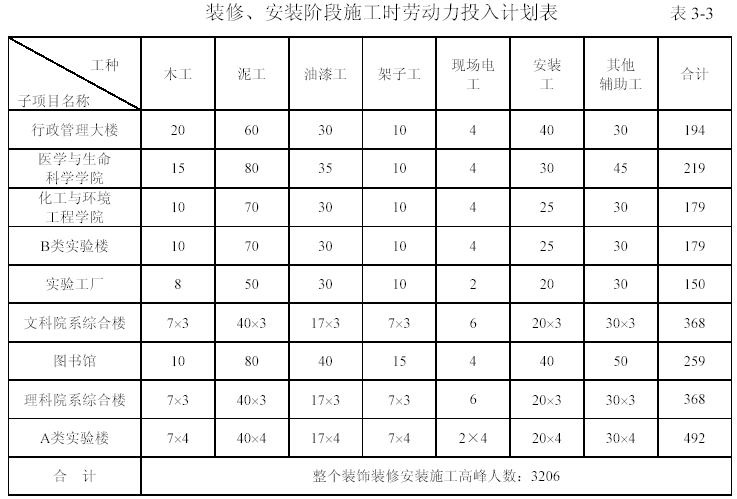 装修、安装阶段施工时劳动力投入计划表 表 3-3
工种 木工 泥工 油漆工 架子工 现场电工 安装工 其他辅助工 合计
子项目名称
行政管理大楼 20 60 30 10 4 40 30 194
医学与生命科学学院 15 80 35 10 4 30 45 219
化工与环境工程学院 10 70 30 10 4 25 30 179
B类实验楼 10 70 30 10 4 25 30 179
实验工厂 8 50 30 10 2 20 30 150
文科院系综合楼 7×3 40×3 17×3 7×3 6 20×3 30×3 368
图书馆 10 80 40 15 4 40 50 259
理科院系综合楼 7×3 40×3 17×3 7×3 6 20×3 30×3 368
A类实验楼 7×4 40×4 17×4 7×4 2×4 20×4 30×4 492
合 计 整个装饰装修安装施工高峰人数：3206